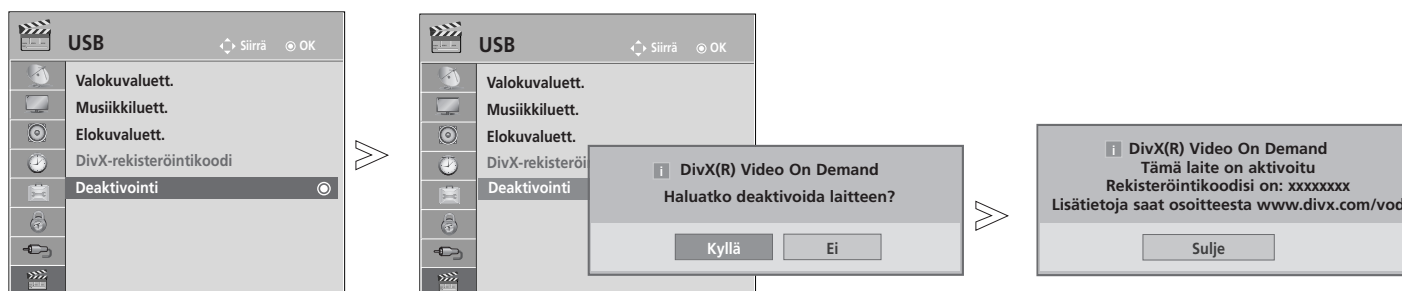 USB
Siirrä OK
Valokuvaluett.
Musiikkiluett.
Elokuvaluett.
DivX-rekisteröintikoodi
Deaktivointi
USB
Siirrä OK
Valokuvaluett.
Musiikkiluett.
Elokuvaluett.
DivX-rekisteröi
Deaktivointi
DivX(R) Video On Demand
Haluatko deaktivoida laitteen?
Kyllä Ei
DivX(R) Video On Demand
Tämä laite on aktivoitu
Rekisteröintikoodisi on: xxxxxxxx
Lisätietoja saat osoitteesta www.divx.com/vod
Sulje